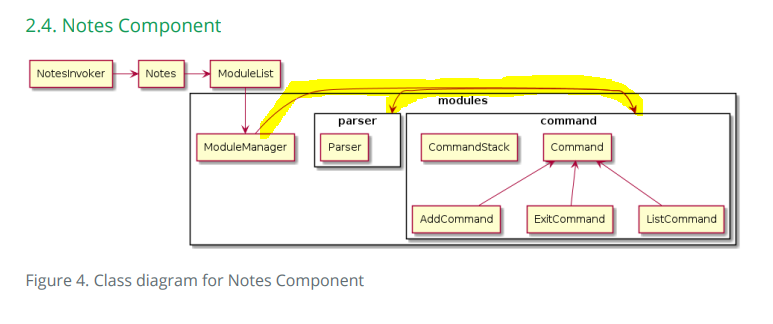 2.4. Notes Component
NotesInvoker
Notes
ModuleList
modules
parser
command
ModuleManager
Parser
CommandStack
Command
AddCommand
ExitCommand
ListCommand
Figure 4. Class diagram for Notes Component